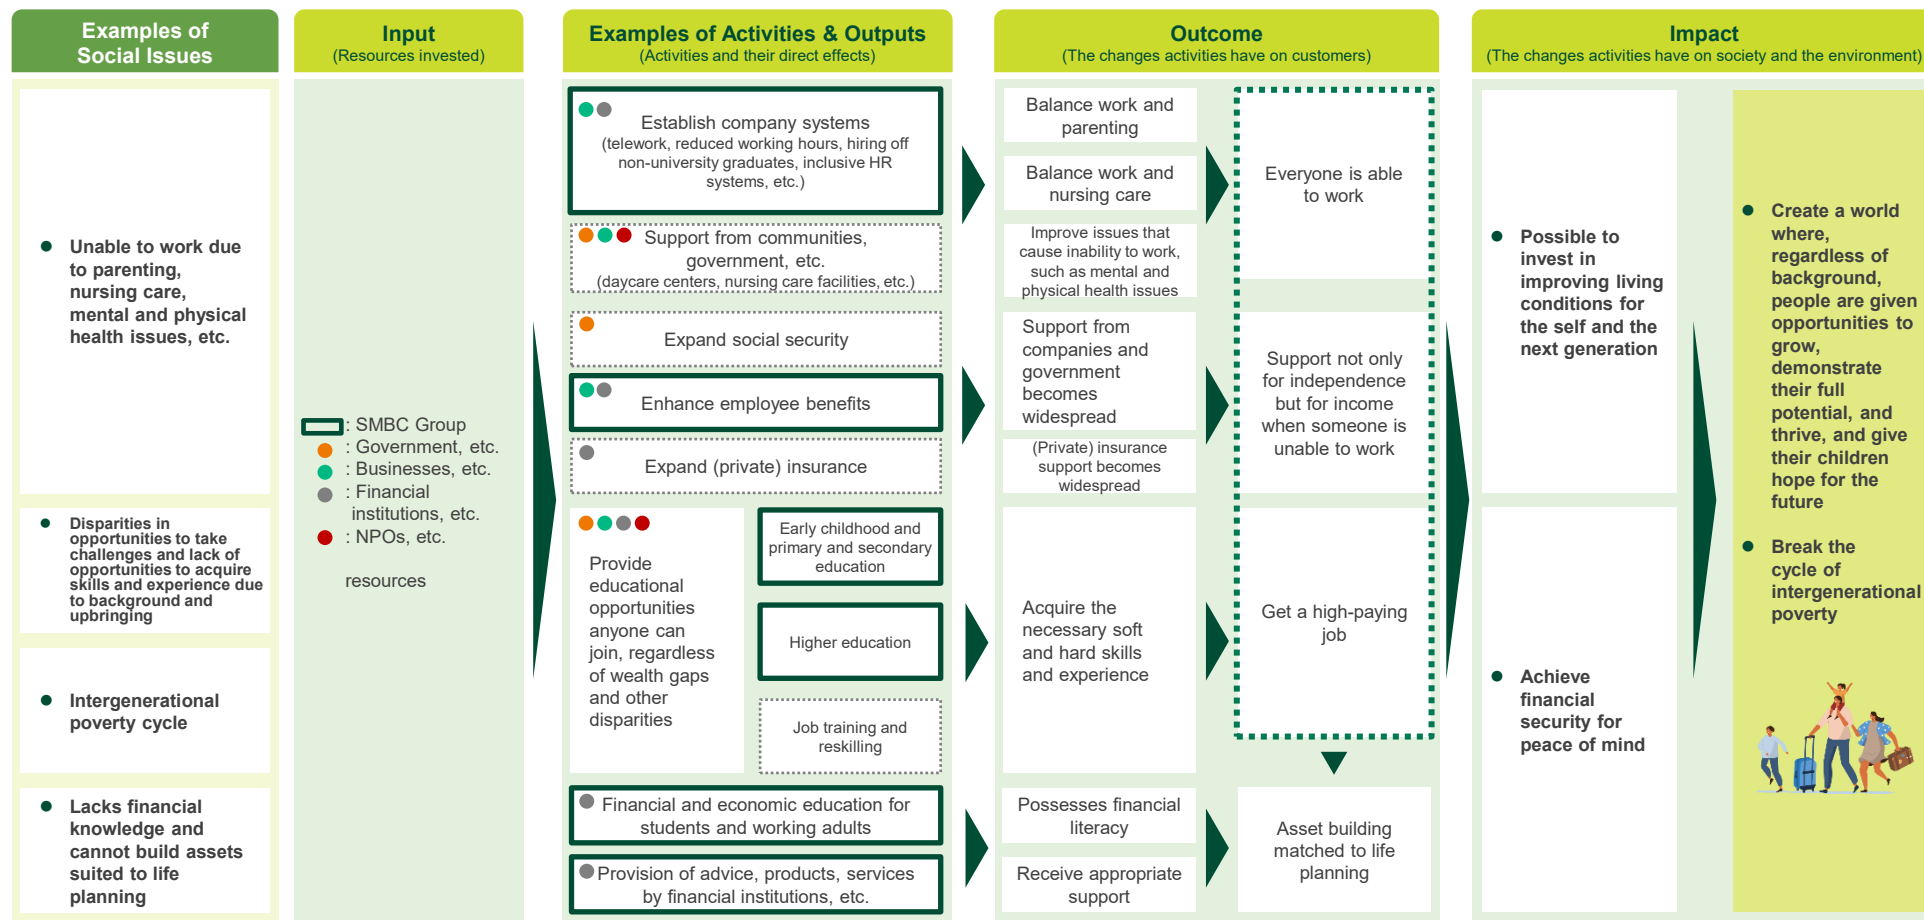 Examples of
Social Issues
Input
(Resources invested)
Examples of Activities & Outputs
(Activities and their direct effects)
Outcome
(The changes activities have on customers)
Impact
(The changes activities have on society and the environment)
● Unable to work due
to parenting,
nursing care,
mental and physical
health issues, etc.
● Disparities in
opportunities to take
challenges and lack of
opportunities to acquire
skills and experience due
to background and
upbringing
● Intergenerational
poverty cycle
● Lacks financial
knowledge and
cannot build assets
suited to life
planning
: SMBC Group
: Government, etc.
: Businesses, etc.
: Financial
institutions, etc.
: NPOs, etc.
resources
Establish company systems
(telework, reduced working hours, hiring off
non-university graduates, inclusive HR
systems, etc.)
Support from communities,
government, etc.
(daycare centers, nursing care facilities, etc.)
Expand social security
Enhance employee benefits
Expand (private) insurance
Provide
educational
opportunities
anyone can
join, regardless
of wealth gaps
and other
disparities
Early childhood and
primary and secondary
education
Higher education
Job training and
reskilling
Financial and economic education for
students and working adults
Provision of advice, products, services
by financial institutions, etc.
Balance work and
parenting
Balance work and
nursing care
Improve issues that
cause inability to work,
such as mental and
physical health issues
Support from
companies and
government
becomes
widespread
(Private) insurance
support becomes
widespread
Acquire the
necessary soft
and hard skills
and experience
Possesses financial
literacy
Receive appropriate
support
Everyone is able
to work
Support not only
for independence
but for income
when someone is
unable to work
Get a high-paying
job
Asset building
matched to life
planning
● Possible to
invest in
improving living
conditions for
the self and the
next generation
● Achieve
financial
security for
peace of mind
● Create a world
where,
regardless of
background,
people are given
opportunities to
grow,
demonstrate
their full
potential, and
thrive, and give
their children
hope for the
future
● Break the
cycle of
intergenerational
poverty